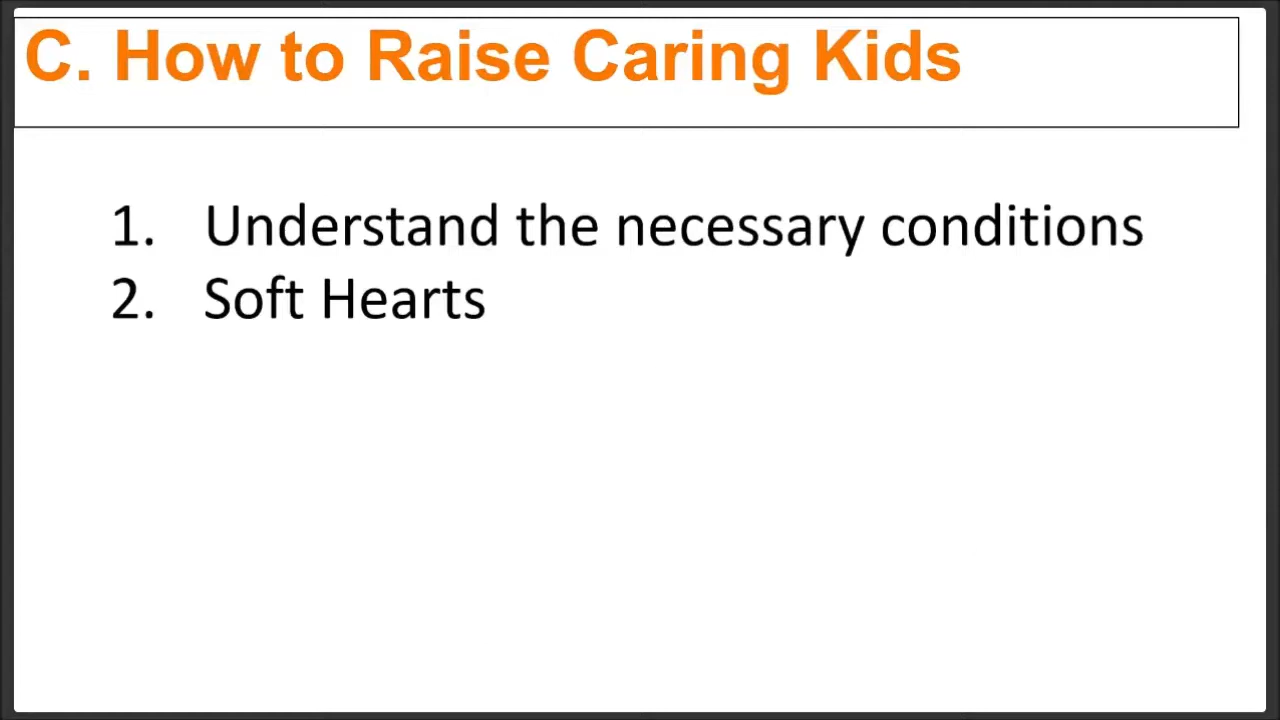 C. How to Raise Caring Kids
1. Understand the necessary conditions
2. Soft Hearts